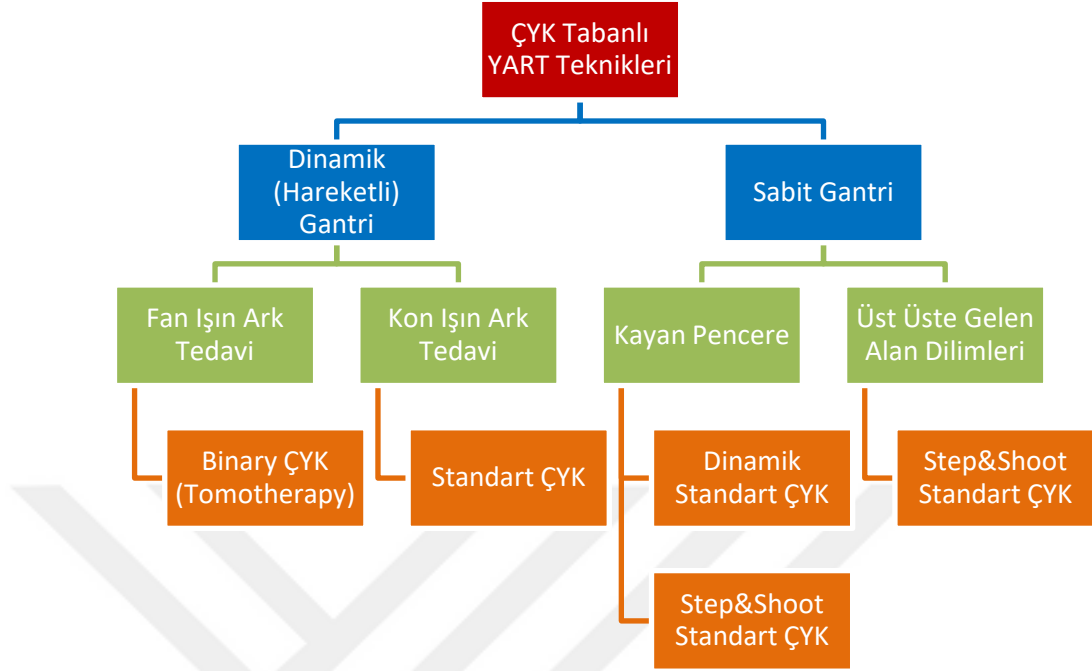 ÇYK Tabanlı
YART Teknikleri
Dinamik
(Hareketli)
Gantri
Sabit Gantri
Fan Işın Ark
Tedavi
Kon Işın Ark
Tedavi
Kayan Pencere
Üst Üste Gelen
Alan Dilimleri
Binary ÇYK
(Tomotherapy)
Standart ÇYK
Dinamik
Standart ÇYK
Step&Shoot
Standart ÇYK
Step&Shoot
Standart ÇYK